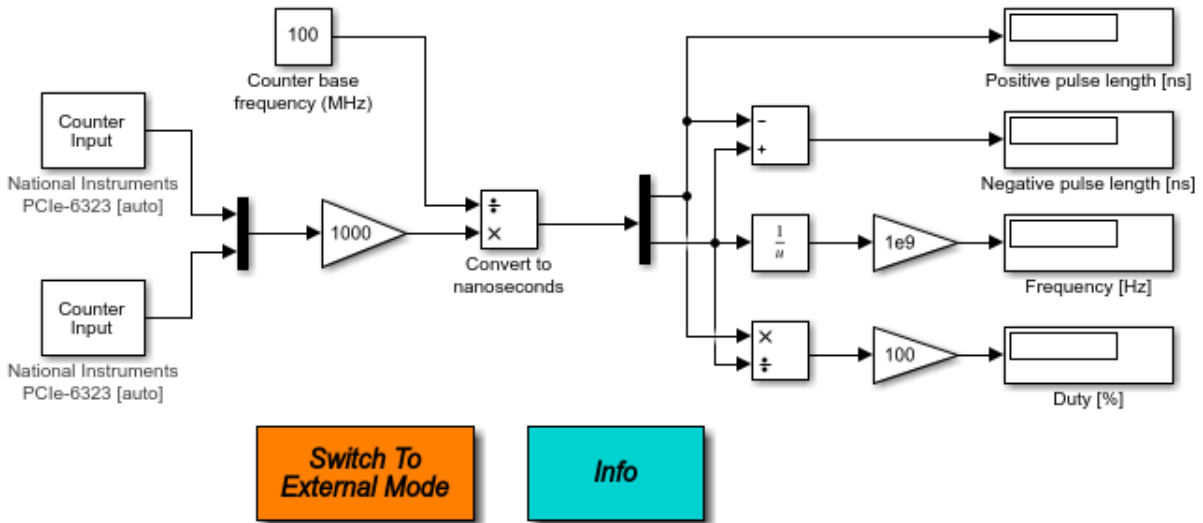 100
Counter base
frequency (MHz)
Counter
Input
National Instruments
PCIe-6323 [auto]
Counter
Input
National Instruments
PCIe-6323 [auto]
1000
÷
×
Convert to
nanoseconds
Positive pulse length [ns]
−
+
Negative pulse length [ns]
1
u
1e9
Frequency [Hz]
×
÷
100
Duty [%]
Switch To
External Mode
Info